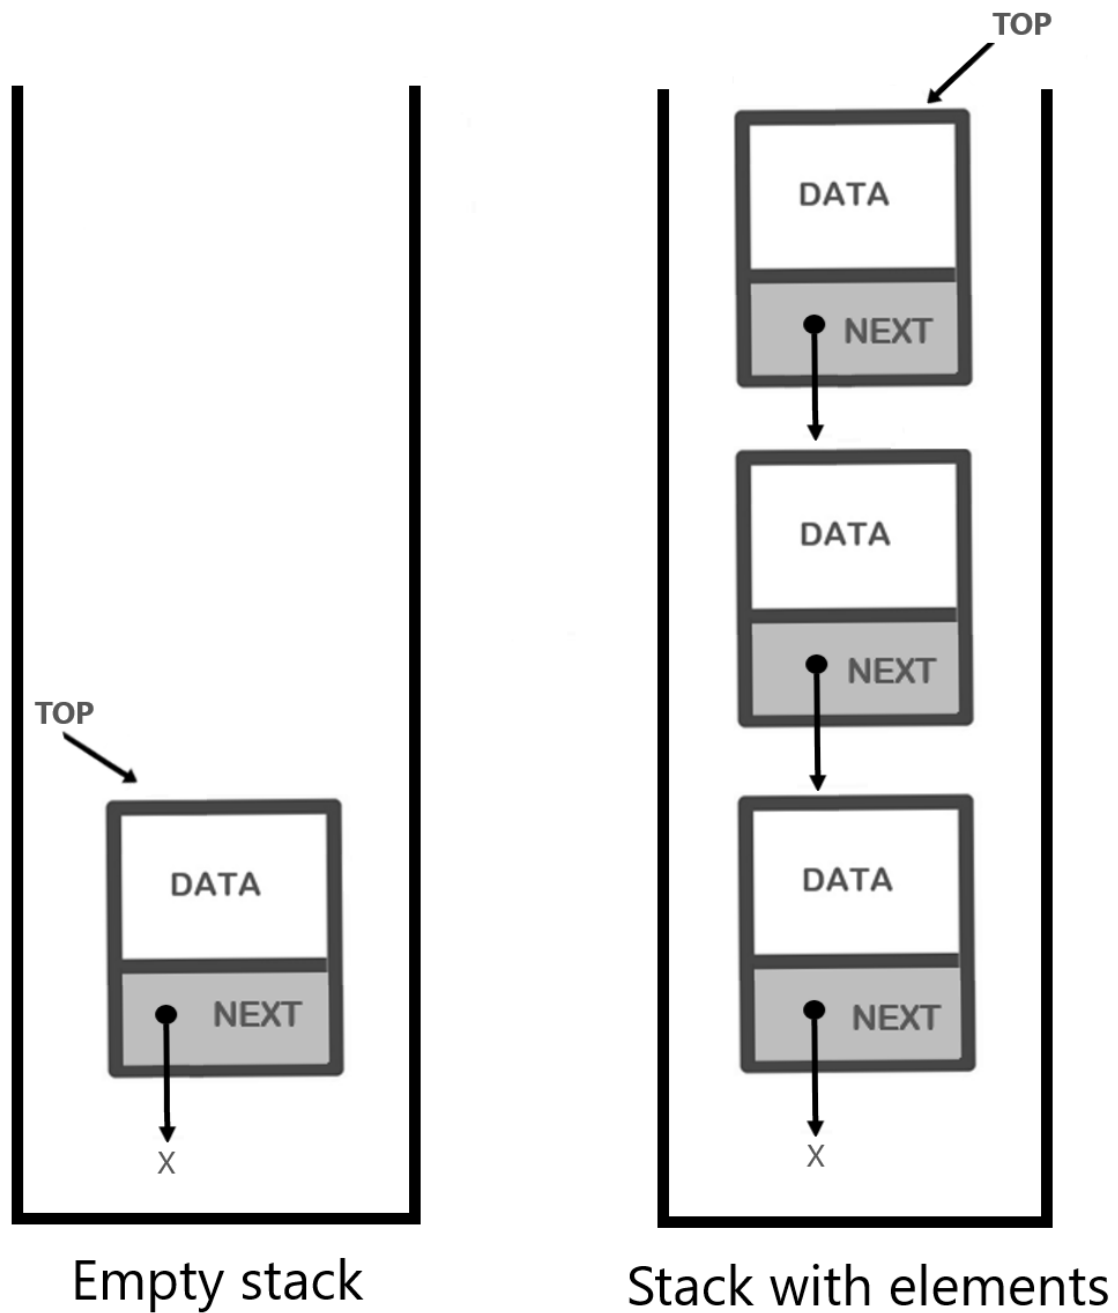 TOP
DATA
NEXT
X
Empty stack
TOP
DATA
NEXT
DATA
NEXT
DATA
NEXT
X
Stack with elements